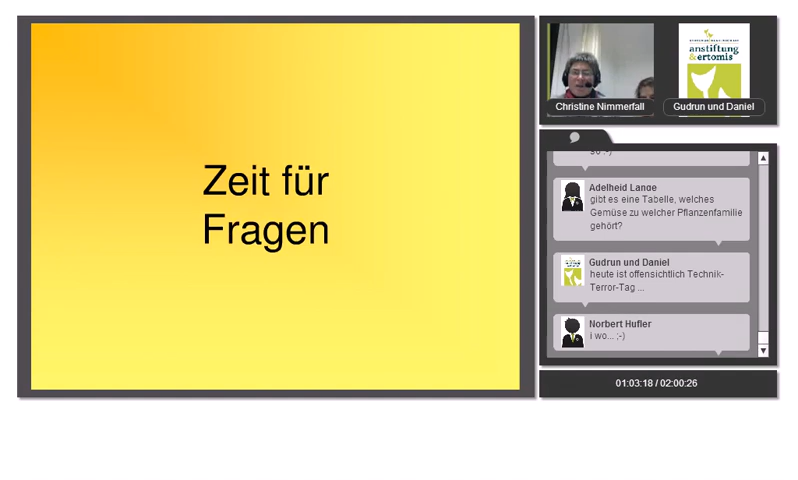 Zeit für
Fragen
anstiftung
&ertomis
Christine Nimmerfall
Gudrun und Daniel
so :-)
Adelheid Lange
gibt es eine Tabelle, welches
Gemüse zu welcher Pflanzenfamilie
gehört?
Gudrun und Daniel
heute ist offensichtlich Technik-
Terror-Tag ...
Norbert Hufler
i wo... ;-)
01:03:18 / 02:00:26